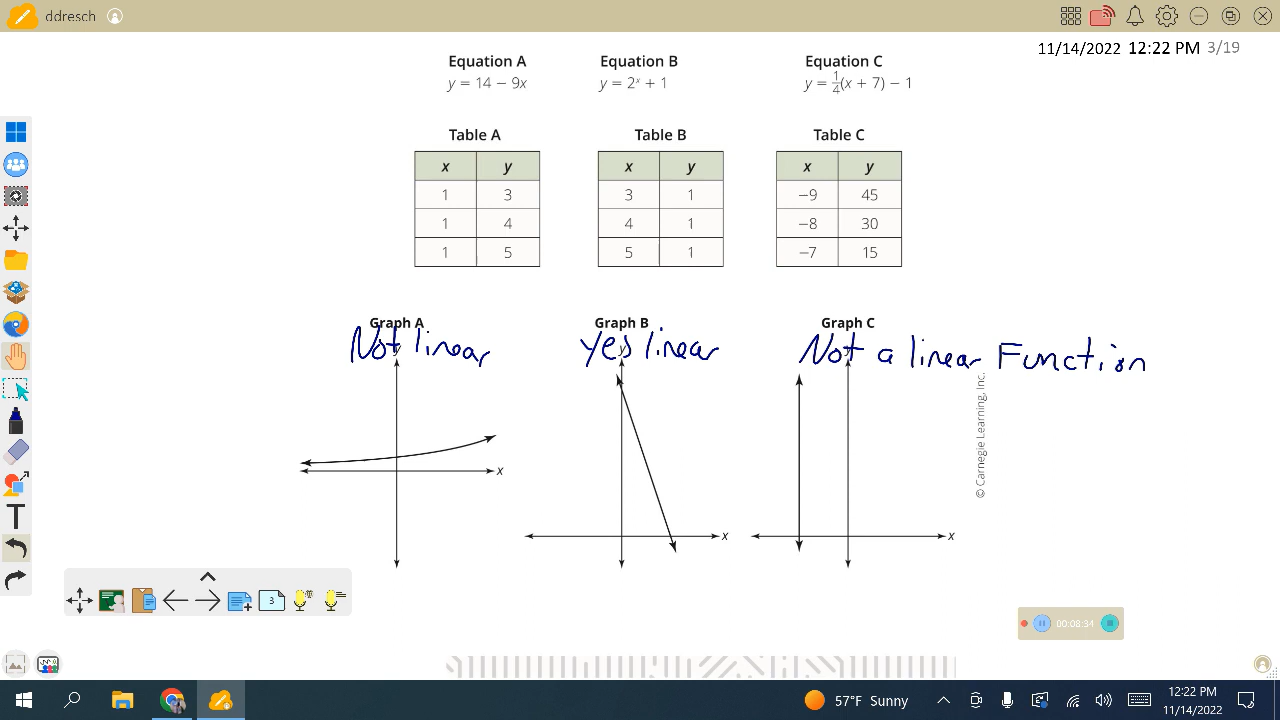 ddresch
11/14/2022 12:22 PM 3/19
Equation A Equation B Equation C
y = 14 − 9x y = 2ˣ + 1 y = 1/4(x + 7) − 1
Table A Table B Table C
x y x y x y
1 3 3 1 −9 45
1 4 4 1 −8 30
1 5 5 1 −7 15
Graph A Graph B Graph C
Not linear yes linear Not a linear Function
y y y
x x x
© Carnegie Learning, Inc.
T
3
00:08:34
57°F Sunny
12:22 PM
11/14/2022